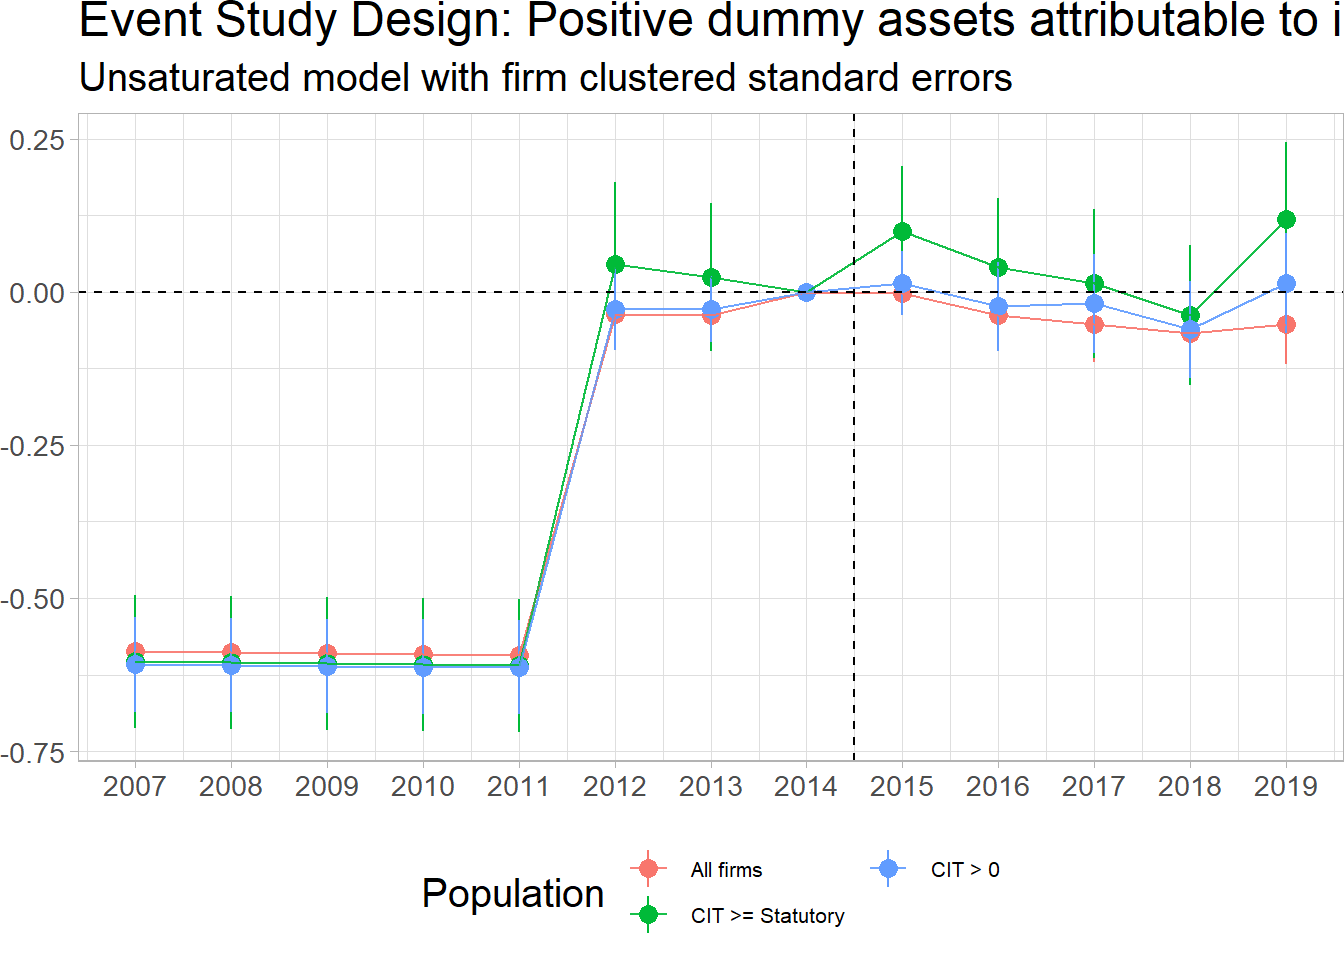 Event Study Design: Positive dummy assets attributable to i
Unsaturated model with firm clustered standard errors
0.25
0.00
-0.25
-0.50
-0.75
2007 2008 2009 2010 2011 2012 2013 2014 2015 2016 2017 2018 2019
Population
All firms
CIT > 0
CIT >= Statutory